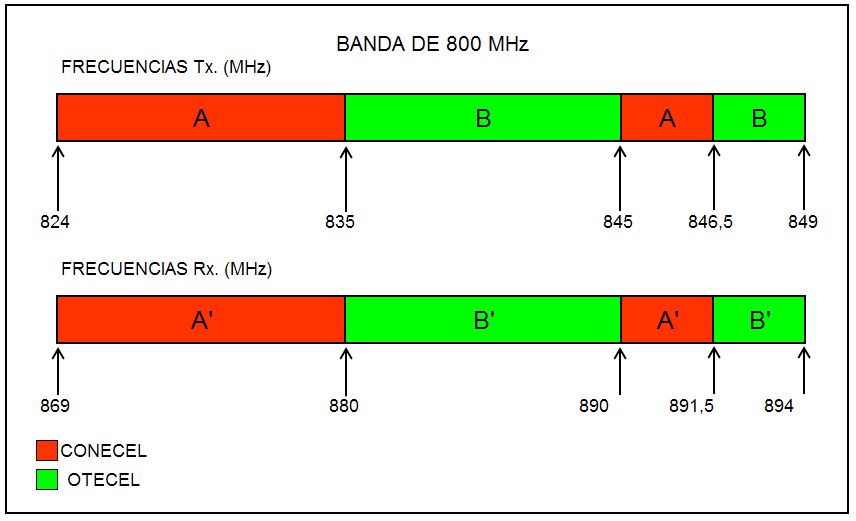 BANDA DE 800 MHz
FRECUENCIAS Tx. (MHz)
A B A B
824 835 845 846,5 849
FRECUENCIAS Rx. (MHz)
A' B' A' B'
869 880 890 891,5 894
CONECEL
OTECEL